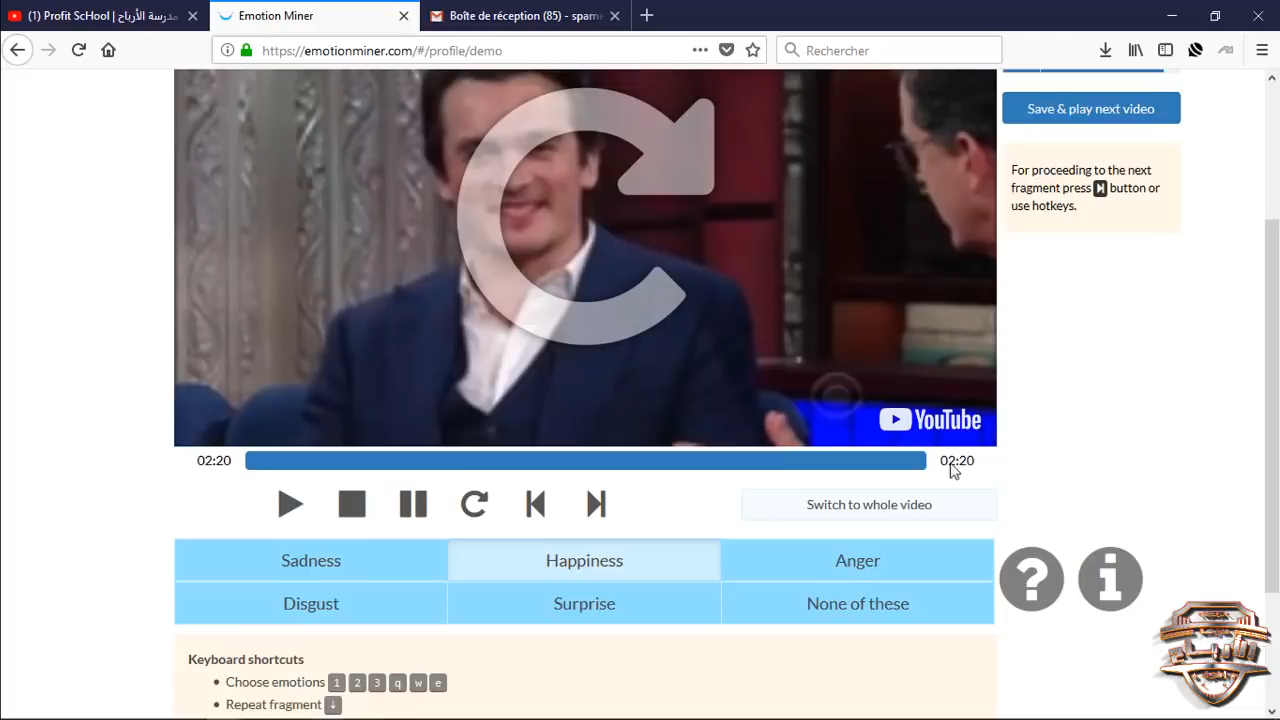 (1) Profit ScHool | مدرسة الأرباح
Emotion Miner
Boîte de réception (85) - spam
https://emotionminer.com/#/profile/demo
Rechercher
Save & play next video
For proceeding to the next
fragment press button or
use hotkeys.
YouTube
02:20
02:20
Switch to whole video
Sadness
Happiness
Anger
Disgust
Surprise
None of these
Keyboard shortcuts
Choose emotions 1 2 3 q w e
Repeat fragment ↓